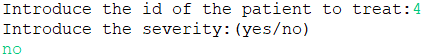 Introduce the id of the patient to treat:4
Introduce the severity:(yes/no)
no